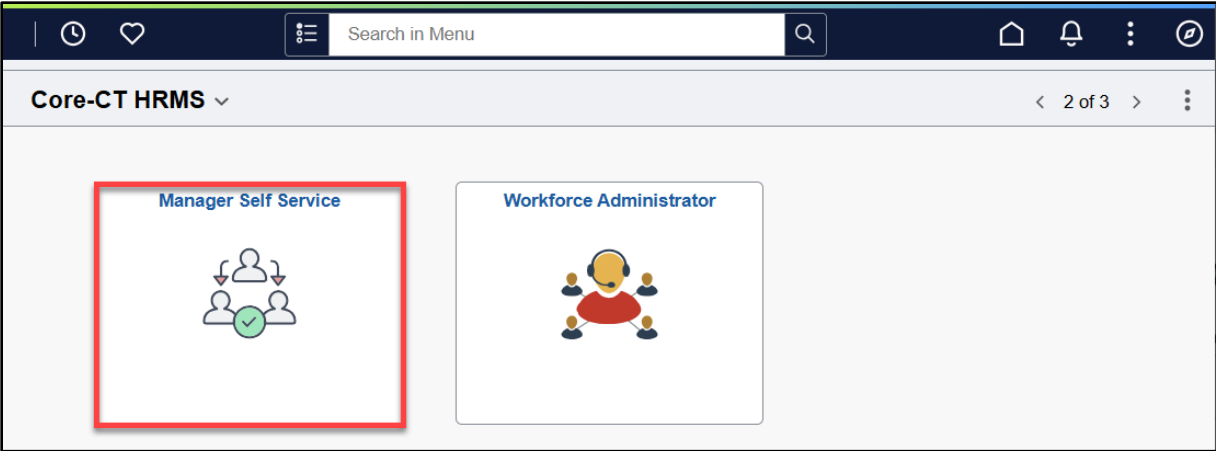 Search in Menu
Core-CT HRMS
2 of 3
Manager Self Service
Workforce Administrator